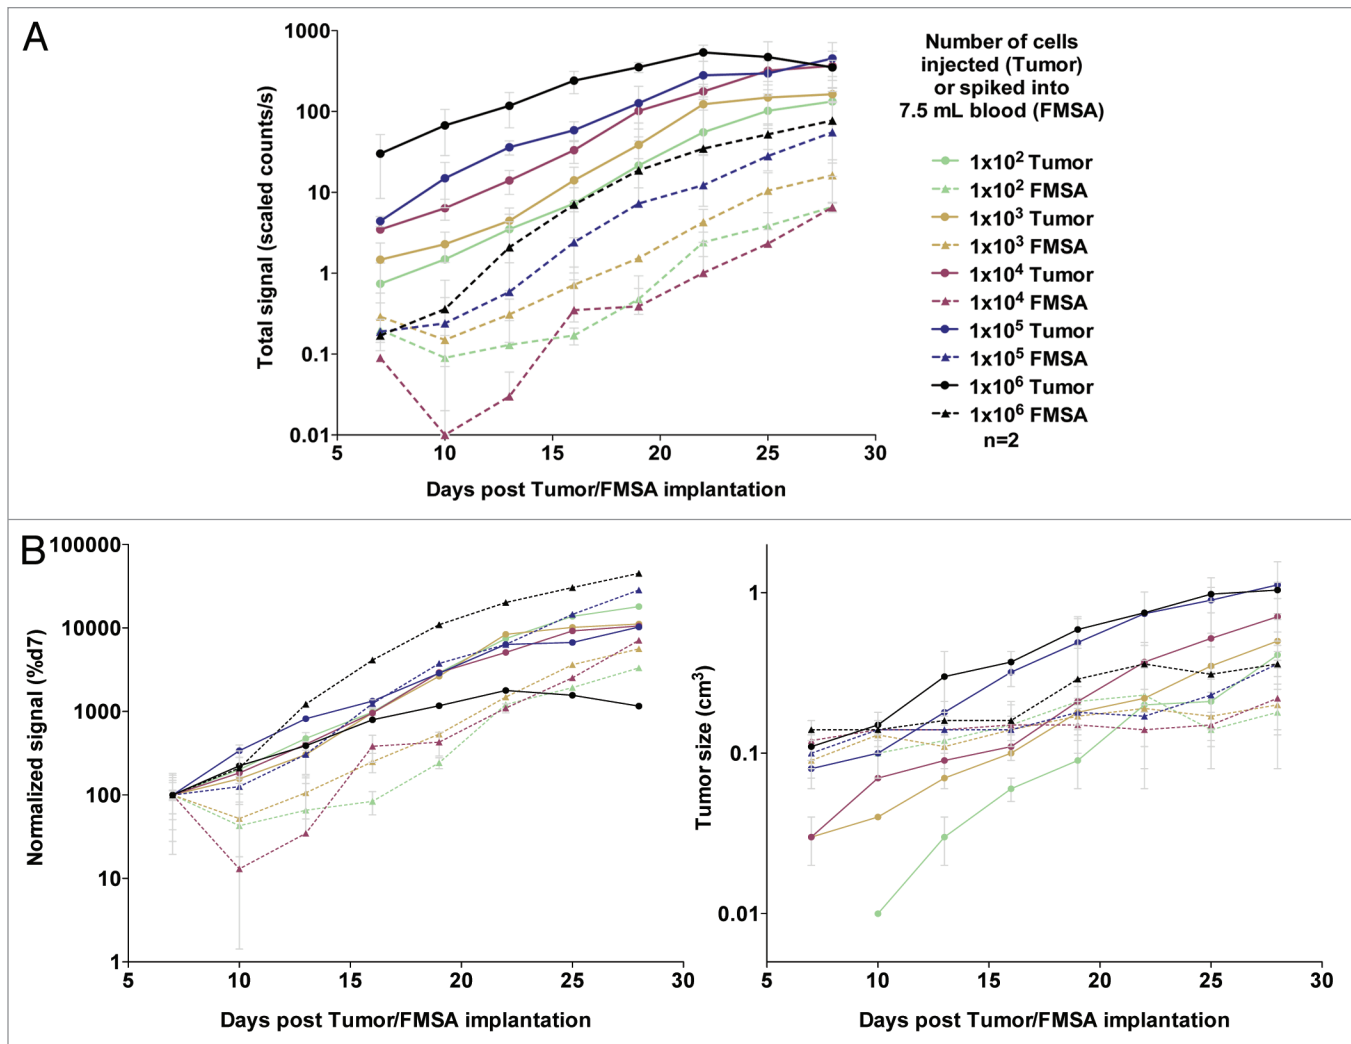 A
1000
100
10
1
0.1
0.01
5
10
15
20
25
30
Total signal (scaled counts/s)
Days post Tumor/FMSA implantation
Number of cells
injected (Tumor)
or spiked into
7.5 mL blood (FMSA)
1x10² Tumor
1x10² FMSA
1x10³ Tumor
1x10³ FMSA
1x10⁴ Tumor
1x10⁴ FMSA
1x10⁵ Tumor
1x10⁵ FMSA
1x10⁶ Tumor
1x10⁶ FMSA
n=2
B
100000
10000
1000
100
10
1
5
10
15
20
25
30
Normalized signal (%d7)
Days post Tumor/FMSA implantation
1
0.1
0.01
5
10
15
20
25
30
Tumor size (cm³)
Days post Tumor/FMSA implantation